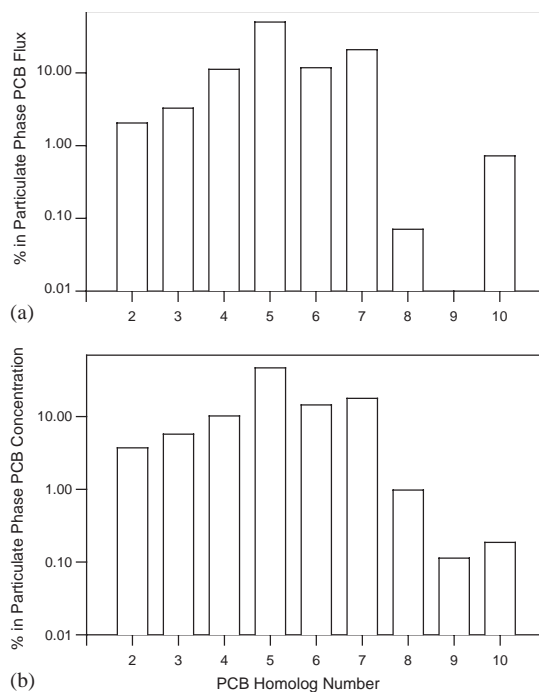 % in Particulate Phase PCB Flux
10.00
1.00
0.10
0.01
2 3 4 5 6 7 8 9 10
(a)
% in Particulate Phase PCB Concentration
10.00
1.00
0.10
0.01
2 3 4 5 6 7 8 9 10
(b)
PCB Homolog Number